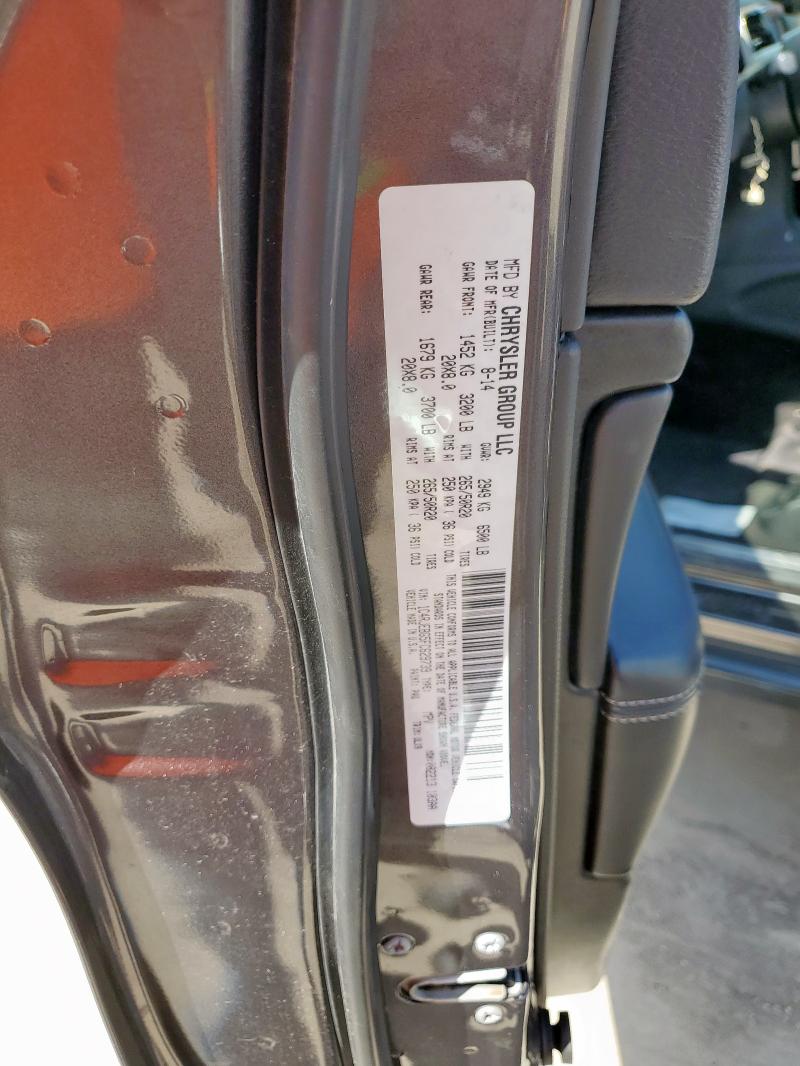 MFD BY CHRYSLER GROUP LLC
DATE OF MFR(BUILT): 8-14 GVWR: 2949 KG 6500 LB
GAWR FRONT: 1452 KG 3200 LB WITH 265/50R20 TIRES
20X8.0 RIMS AT 250 KPA ( 36 PSI) COLD
GAWR REAR: 1679 KG 3700 LB WITH 265/50R20 TIRES
20X8.0 RIMS AT 250 KPA ( 36 PSI) COLD
THIS VEHICLE CONFORMS TO ALL APPLICABLE U.S.A. FEDERAL MOTOR VEHICLE
STANDARDS IN EFFECT ON THE DATE OF MANUFACTURE SHOWN ABOVE.
VIN: TYPE: MPV
VEHICLE MADE IN U.S.A. PAINT: